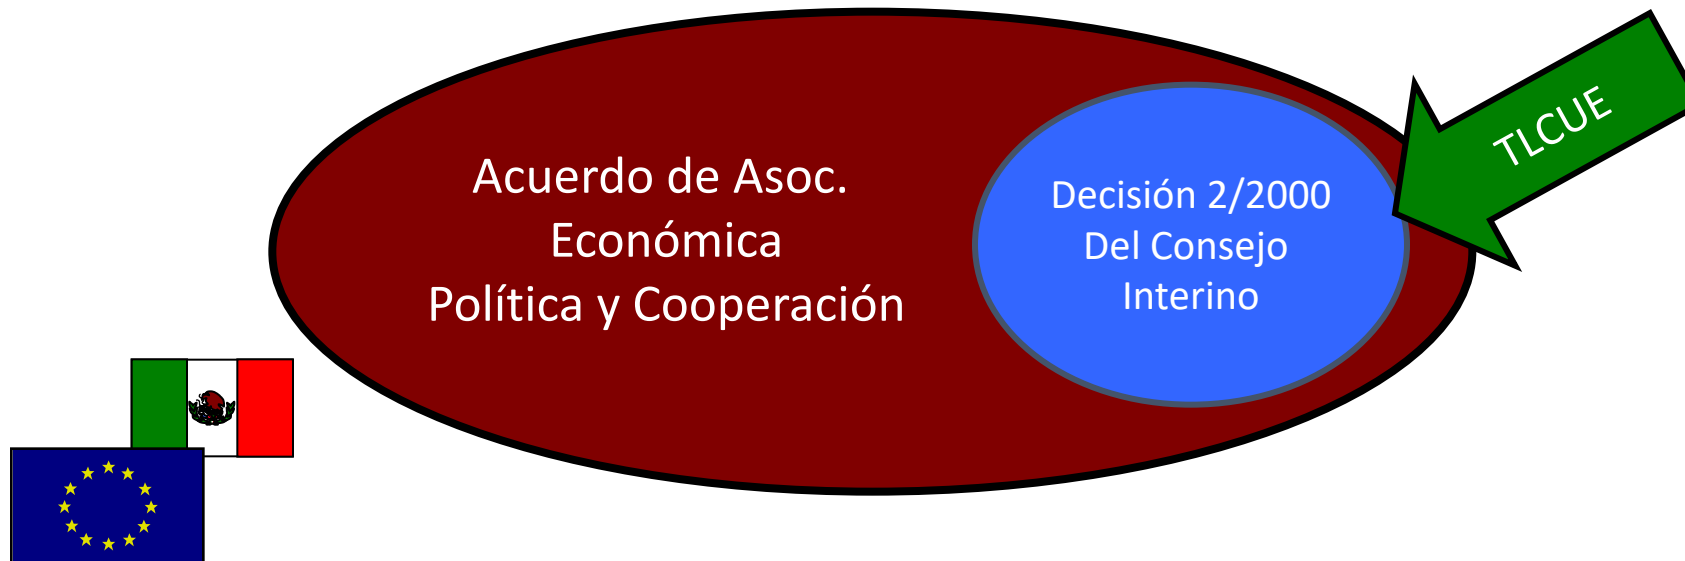 Acuerdo de Asoc.
Económica
Política y Cooperación
Decisión 2/2000
Del Consejo
Interino
TLCUE